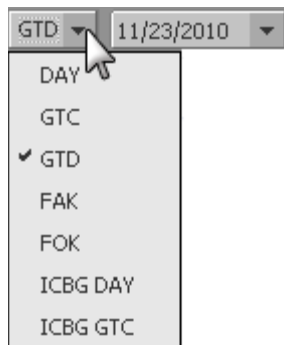 GTD 11/23/2010
DAY
GTC
GTD
FAK
FOK
ICBG DAY
ICBG GTC